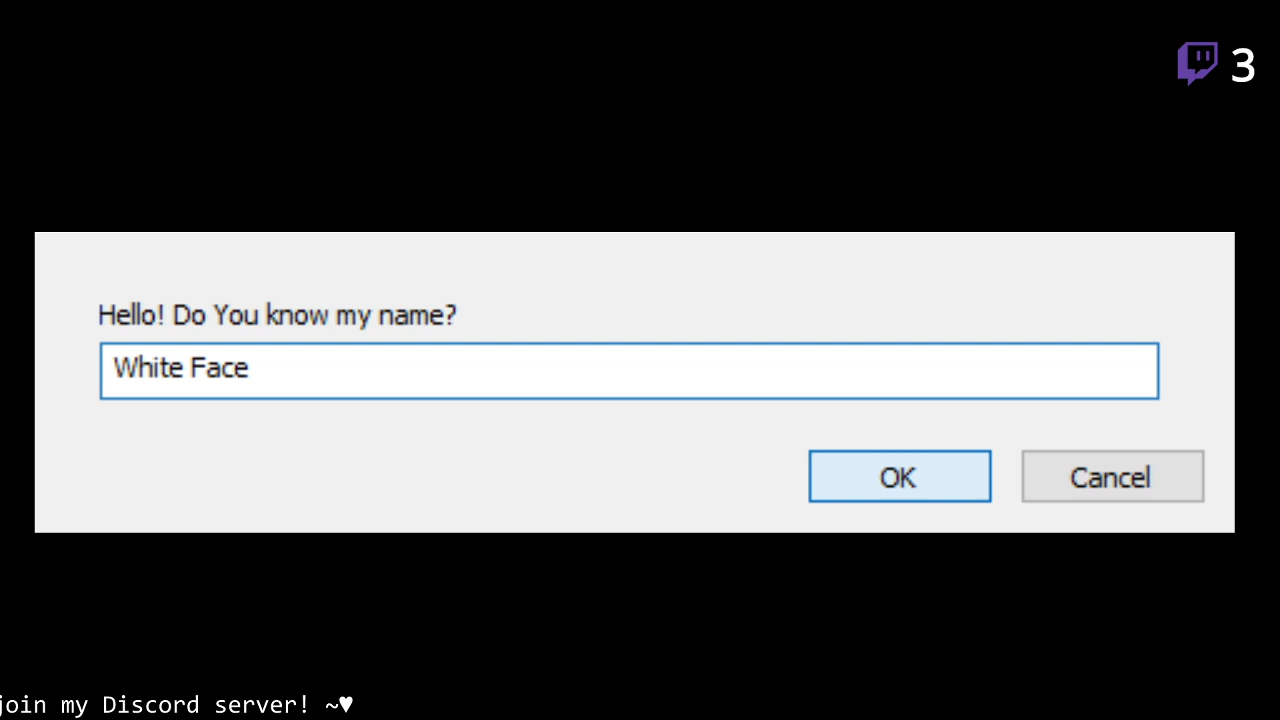 3
Hello! Do You know my name?
White Face
OK
Cancel
join my Discord server! ~♥